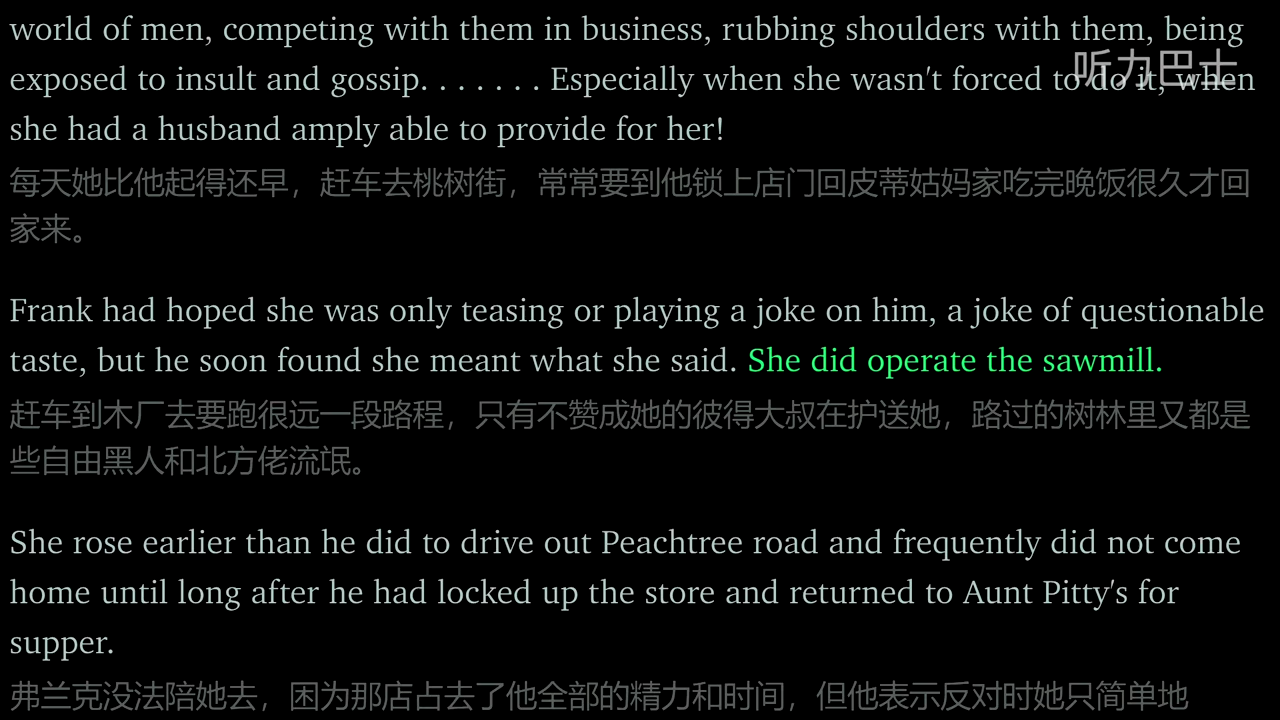 world of men, competing with them in business, rubbing shoulders with them, being
听力巴士
exposed to insult and gossip. . . . . . . Especially when she wasn't forced to do it, when
she had a husband amply able to provide for her!
每天她比他起得还早，赶车去桃树街，常常要到他锁上店门回皮蒂姑妈家吃完晚饭很久才回
家来。
Frank had hoped she was only teasing or playing a joke on him, a joke of questionable
taste, but he soon found she meant what she said. She did operate the sawmill.
赶车到木厂去要跑很远一段路程，只有不赞成她的彼得大叔在护送她，路过的树林里又都是
些自由黑人和北方佬流氓。
She rose earlier than he did to drive out Peachtree road and frequently did not come
home until long after he had locked up the store and returned to Aunt Pitty's for
supper.
弗兰克没法陪她去，困为那店占去了他全部的精力和时间，但他表示反对时她只简单地